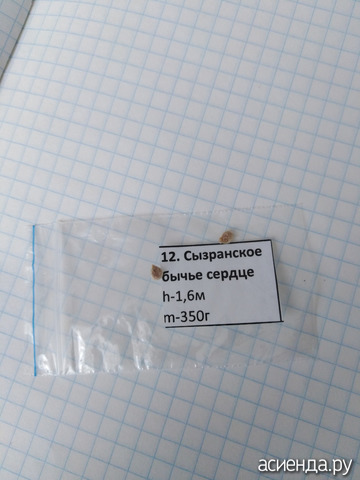 12. Сызранское
бычье сердце
h-1,6м
m-350г
асиенда.ру